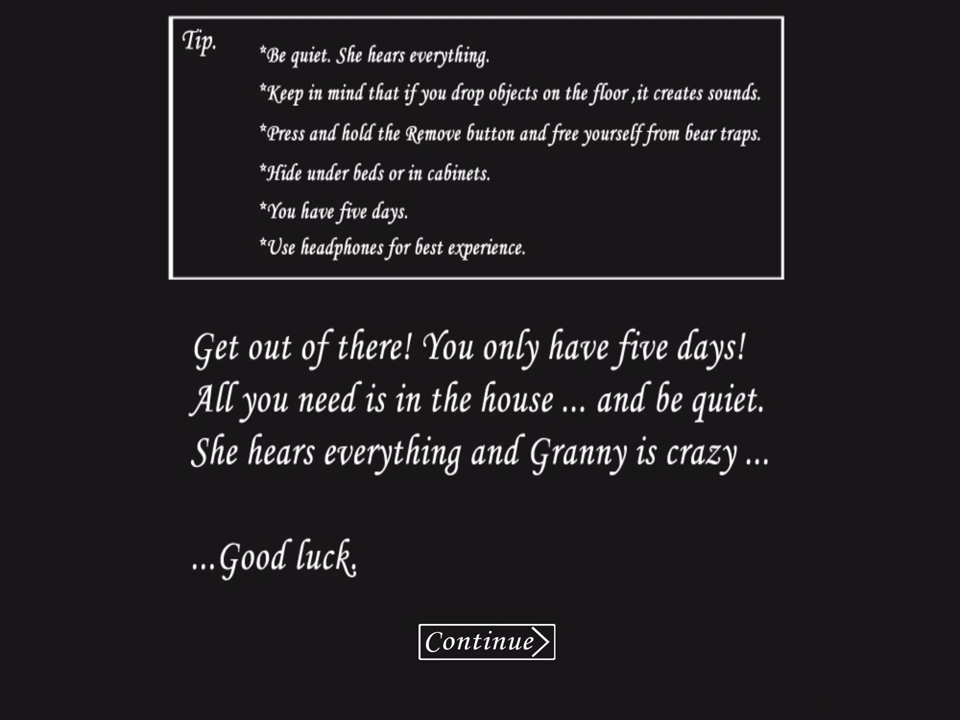 Tip.
*Be quiet. She hears everything.
*Keep in mind that if you drop objects on the floor ,it creates sounds.
*Press and hold the Remove button and free yourself from bear traps.
*Hide under beds or in cabinets.
*You have five days.
*Use headphones for best experience.
Get out of there! You only have five days!
All you need is in the house ... and be quiet.
She hears everything and Granny is crazy ...
...Good luck.
Continue>